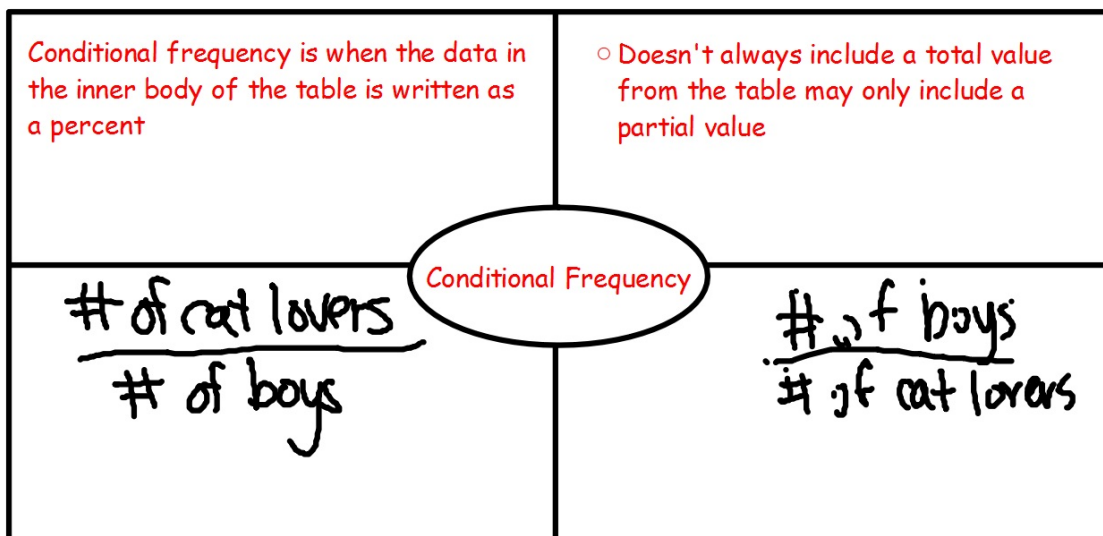 Conditional frequency is when the data in
the inner body of the table is written as
a percent
○ Doesn't always include a total value
from the table may only include a
partial value
Conditional Frequency
# of cat lovers
# of boys
# of boys
# of cat lovers